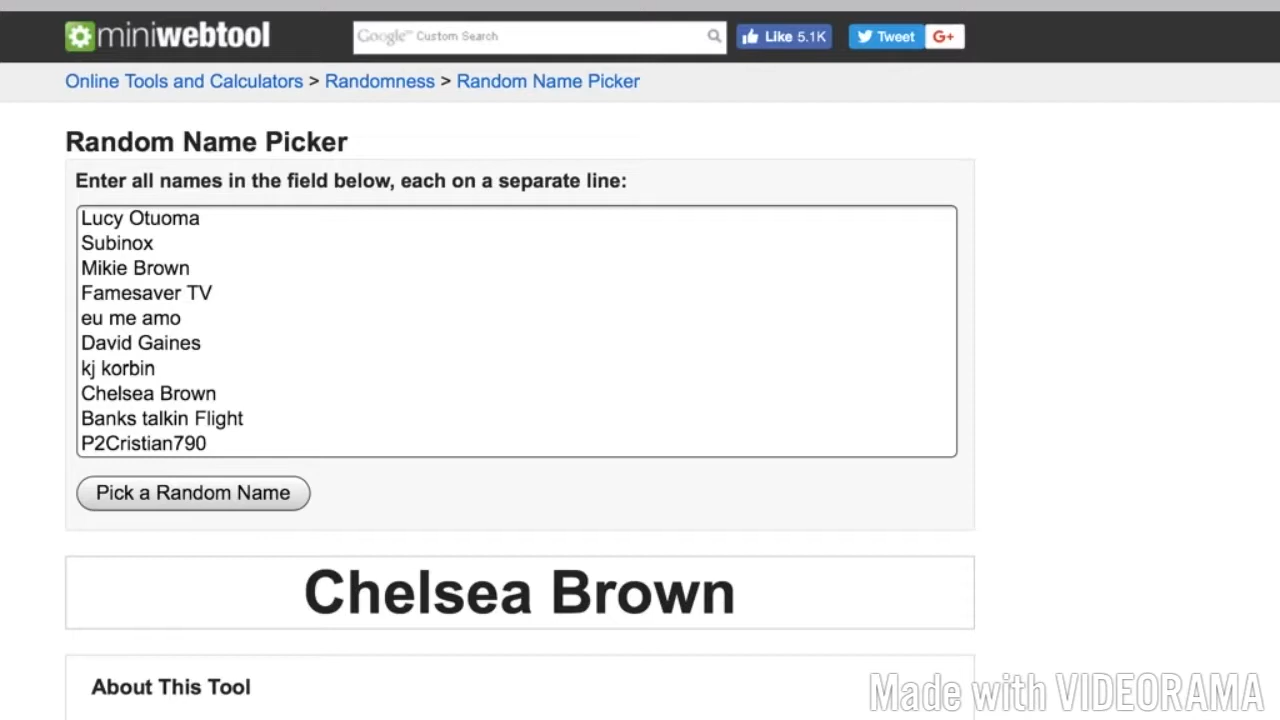 miniwebtool
Google™ Custom Search
Like 5.1K
Tweet
G+
Online Tools and Calculators > Randomness > Random Name Picker
Random Name Picker
Enter all names in the field below, each on a separate line:
Lucy Otuoma
Subinox
Mikie Brown
Famesaver TV
eu me amo
David Gaines
kj korbin
Chelsea Brown
Banks talkin Flight
P2Cristian790
Pick a Random Name
Chelsea Brown
About This Tool
Made with VIDEORAMA